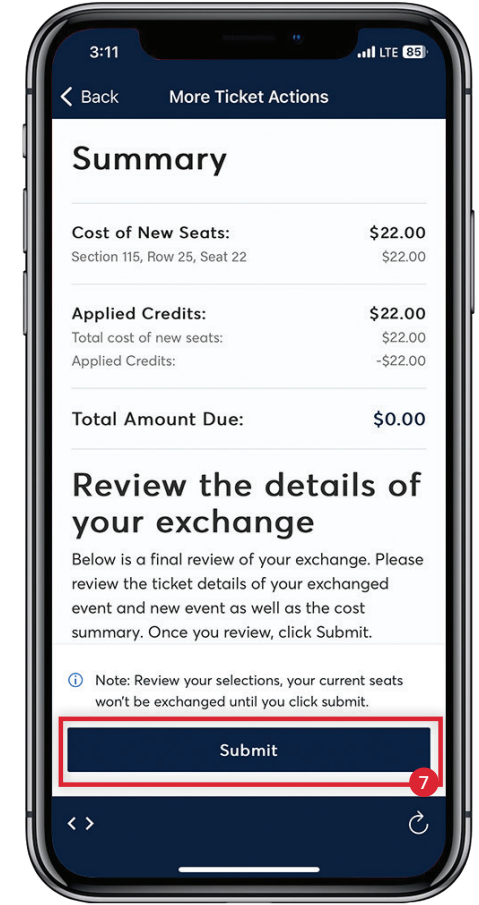 3:11
LTE 85
Back More Ticket Actions
Summary
Cost of New Seats: $22.00
Section 115, Row 25, Seat 22 $22.00
Applied Credits: $22.00
Total cost of new seats: $22.00
Applied Credits: -$22.00
Total Amount Due: $0.00
Review the details of
your exchange
Below is a final review of your exchange. Please
review the ticket details of your exchanged
event and new event as well as the cost
summary. Once you review, click Submit.
Note: Review your selections, your current seats
won't be exchanged until you click submit.
Submit
7